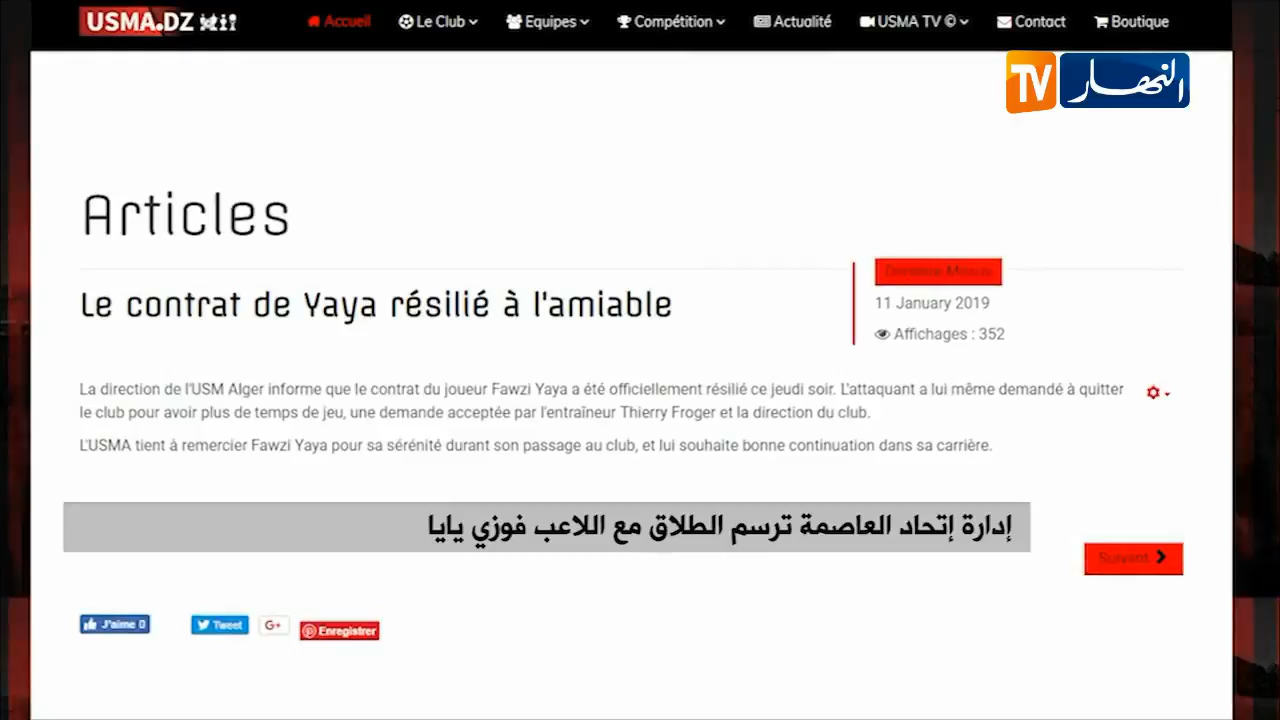 USMA.DZ
Accueil Le Club Equipes Compétition Actualité USMA TV © Contact Boutique
TV النهار
Articles
Le contrat de Yaya résilié à l'amiable
11 January 2019
Affichages : 352
La direction de l'USM Alger informe que le contrat du joueur Fawzi Yaya a été officiellement résilié ce jeudi soir. L'attaquant a lui même demandé à quitter
le club pour avoir plus de temps de jeu, une demande acceptée par l'entraîneur Thierry Froger et la direction du club.
L'USMA tient à remercier Fawzi Yaya pour sa sérénité durant son passage au club, et lui souhaite bonne continuation dans sa carrière.
إدارة إتحاد العاصمة ترسم الطلاق مع اللاعب فوزي يايا
Suivant
J'aime 0 Tweet G+ Enregistrer